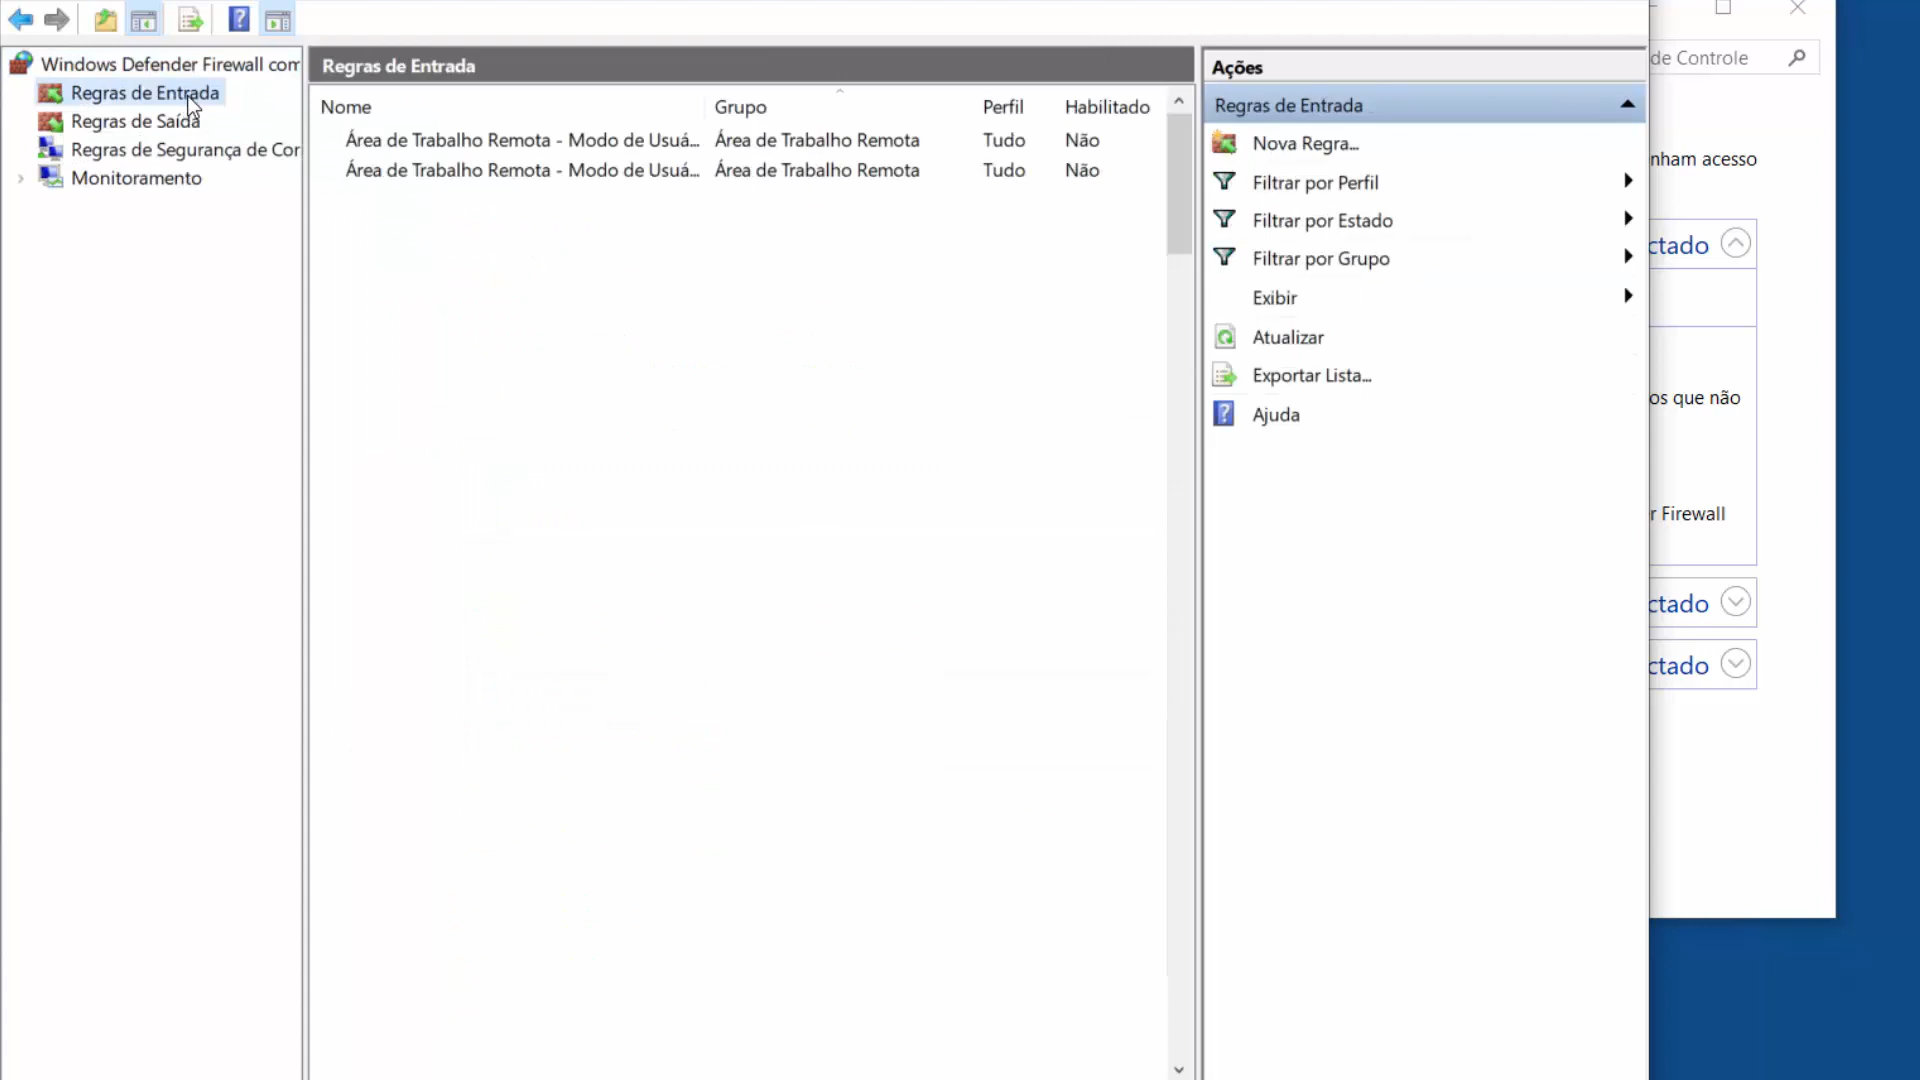 Windows Defender Firewall com
Regras de Entrada
Regras de Saída
Regras de Segurança de Cor
Monitoramento
Regras de Entrada
Nome Grupo Perfil Habilitado
Área de Trabalho Remota - Modo de Usuá... Área de Trabalho Remota Tudo Não
Área de Trabalho Remota - Modo de Usuá... Área de Trabalho Remota Tudo Não
Ações
Regras de Entrada
Nova Regra...
Filtrar por Perfil
Filtrar por Estado
Filtrar por Grupo
Exibir
Atualizar
Exportar Lista...
Ajuda
de Controle
nham acesso
ctado
os que não
r Firewall
ctado
ctado